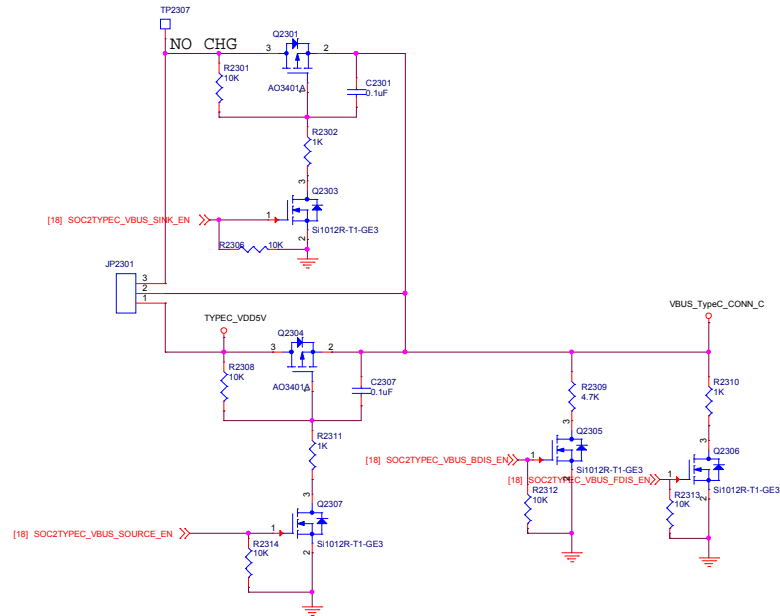 TP2307
NO CHG
Q2301
3
2
1
R2301
10K
AO3401A
C2301
0.1uF
R2302
1K
3
Q2303
[18] SOC2TYPEC_VBUS_SINK_EN
1
Si1012R-T1-GE3
2
R2306
10K
JP2301
3
2
1
TYPEC_VDD5V
VBUS_TypeC_CONN_C
Q2304
3
2
1
R2308
10K
AO3401A
C2307
0.1uF
R2309
4.7K
R2310
1K
R2311
1K
3
Q2305
[18] SOC2TYPEC_VBUS_BDIS_EN
1
Si1012R-T1-GE3
2
3
Q2306
[18] SOC2TYPEC_VBUS_FDIS_EN
1
Si1012R-T1-GE3
2
R2312
10K
R2313
10K
3
Q2307
[18] SOC2TYPEC_VBUS_SOURCE_EN
1
Si1012R-T1-GE3
2
R2314
10K